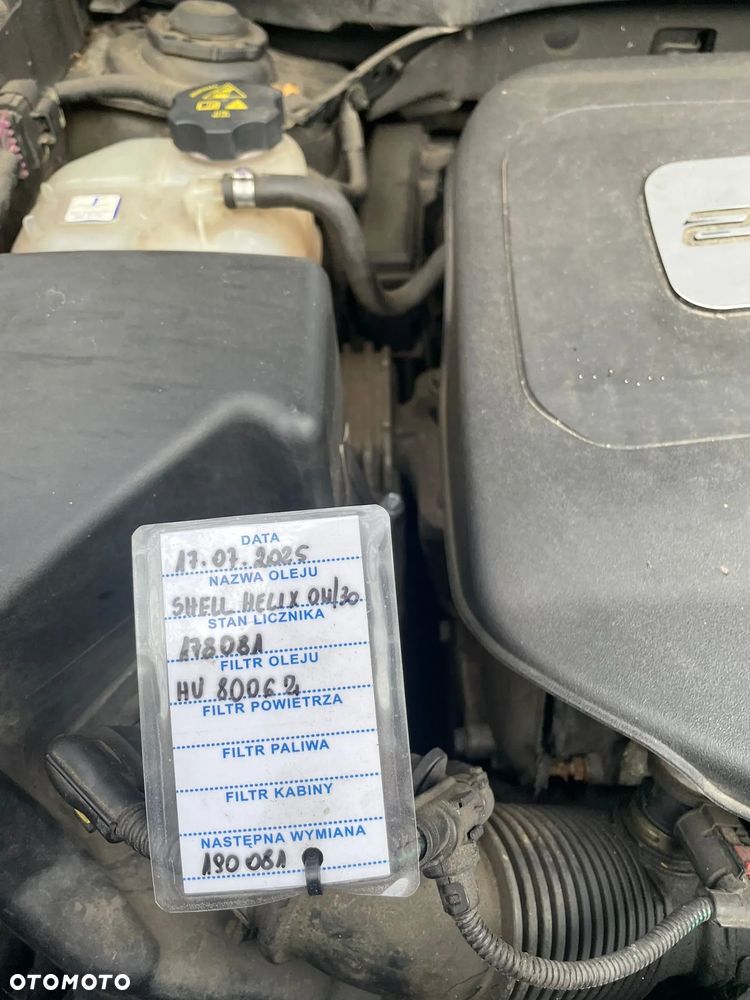 DATA
17.07.2025
NAZWA OLEJU
SHELL HELIX 0W/30
STAN LICZNIKA
178081
FILTR OLEJU
HU 8006 z
FILTR POWIETRZA
FILTR PALIWA
FILTR KABINY
NASTĘPNA WYMIANA
190081
OTOMOTO